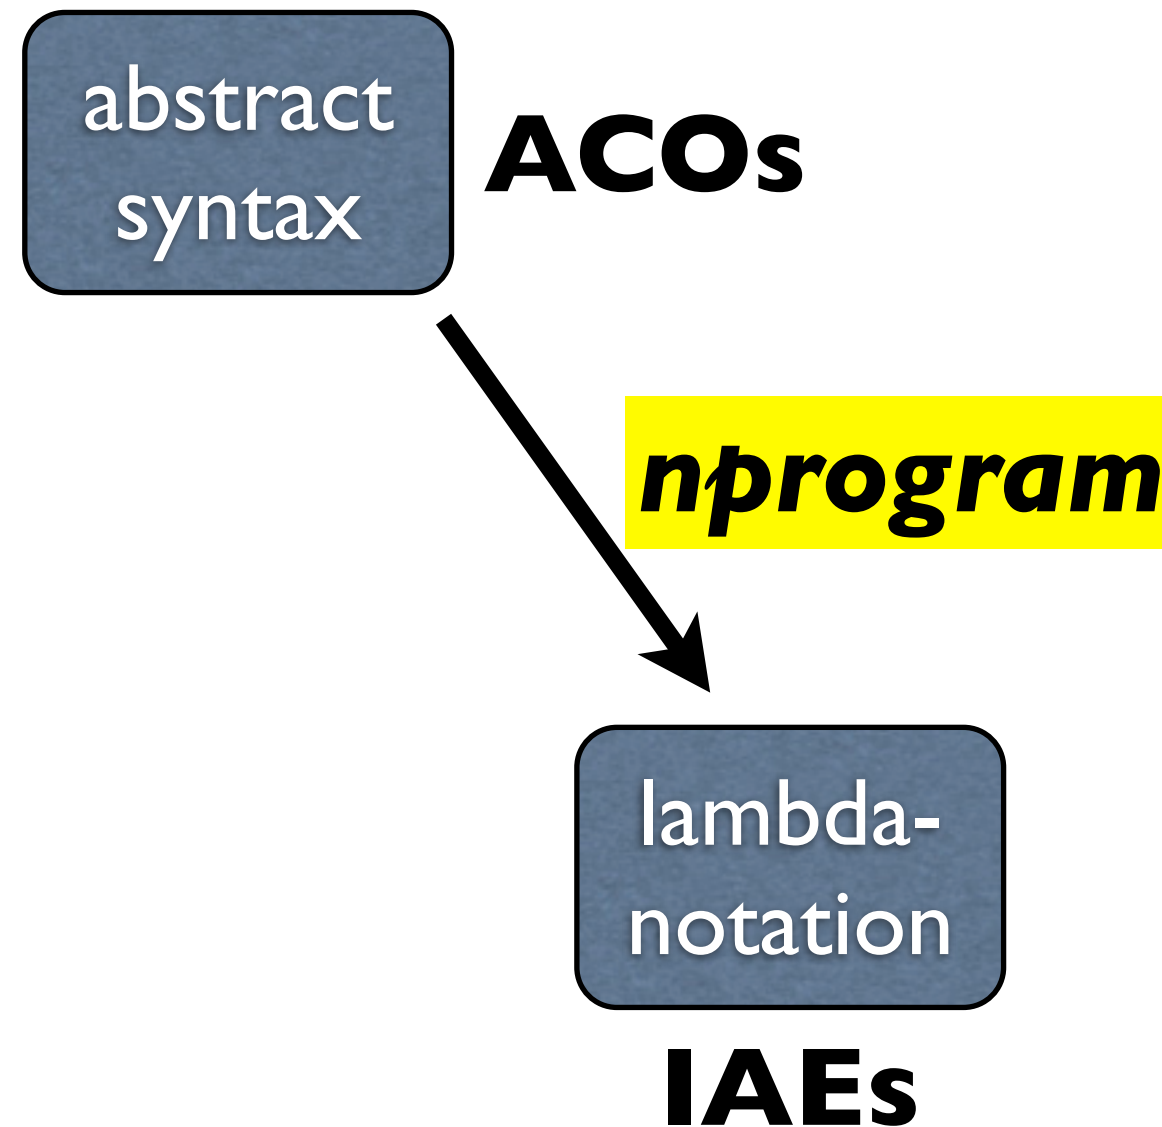 abstract
syntax
ACOs
nprogram
lambda-
notation
IAEs